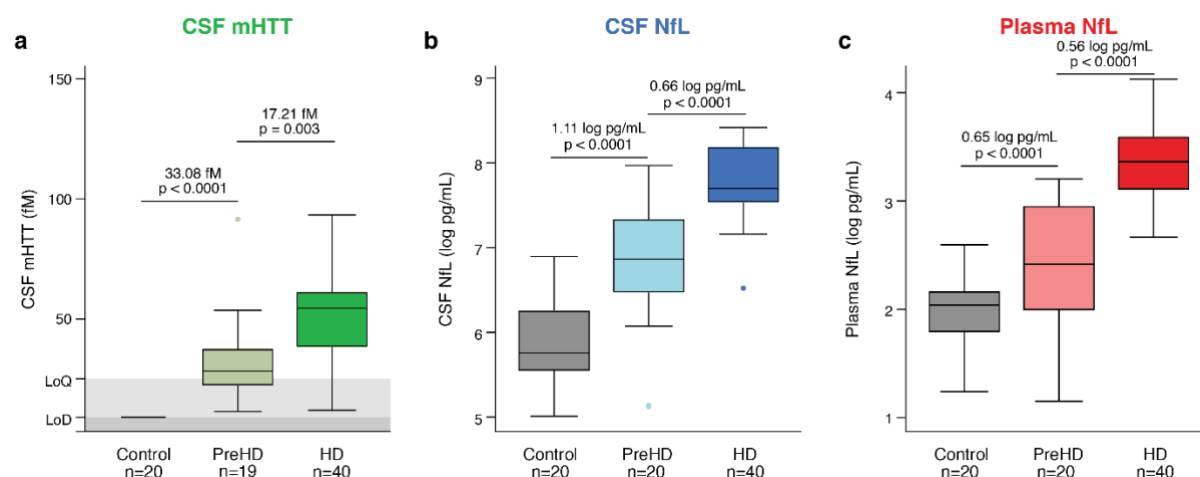 a
CSF mHTT
CSF mHTT (fM)
150
100
50
LoQ
LoD
33.08 fM
p < 0.0001
17.21 fM
p = 0.003
Control
n=20
PreHD
n=19
HD
n=40
b
CSF NfL
CSF NfL (log pg/mL)
9
8
7
6
5
1.11 log pg/mL
p < 0.0001
0.66 log pg/mL
p < 0.0001
Control
n=20
PreHD
n=20
HD
n=40
c
Plasma NfL
Plasma NfL (log pg/mL)
4
3
2
1
0.65 log pg/mL
p < 0.0001
0.56 log pg/mL
p < 0.0001
Control
n=20
PreHD
n=20
HD
n=40